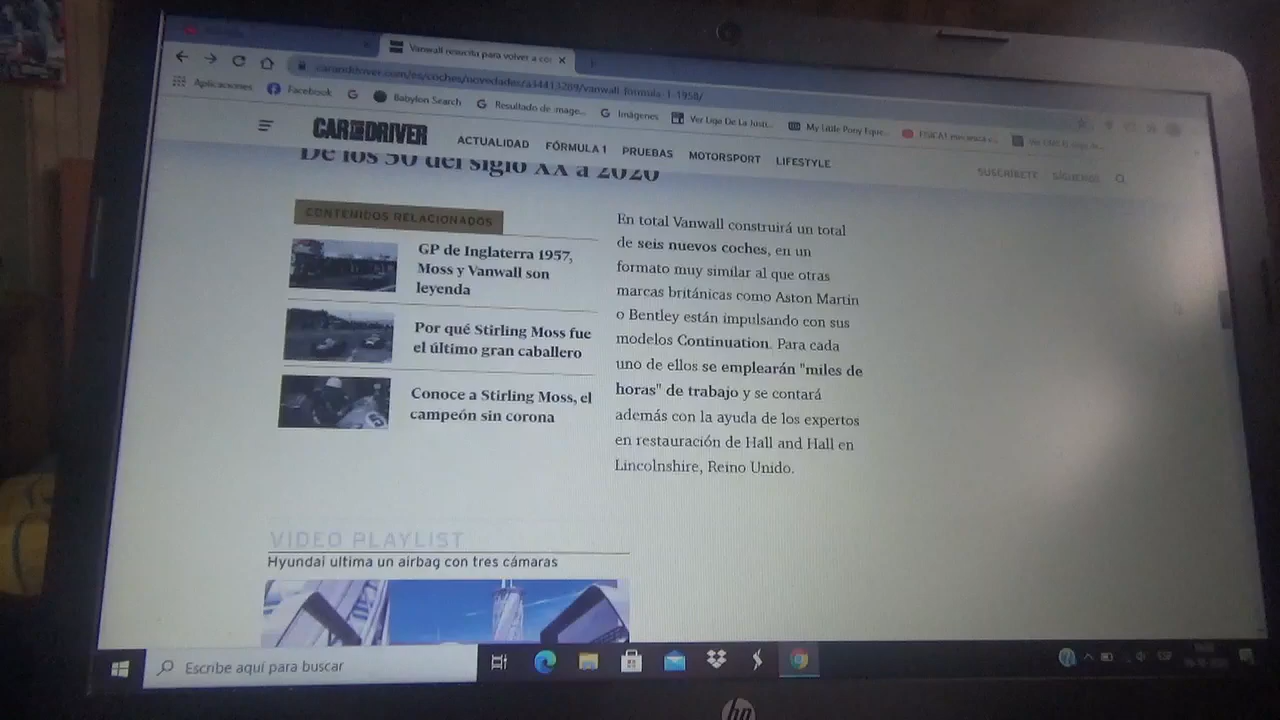 Vanwall resucita para volver a co
caranddriver.com/es/coches/novedades/a34413289/vanwall-formula-1-1958/
Aplicaciones
Facebook
Babylon Search
Resultado de image...
Imágenes
Ver Liga De La Justi...
My Little Pony Eque...
CAR AND DRIVER
ACTUALIDAD
FÓRMULA 1
PRUEBAS
MOTORSPORT
LIFESTYLE
SUSCRÍBETE
SÍGUENOS
De los 50 del siglo XX a 2020
CONTENIDOS RELACIONADOS
GP de Inglaterra 1957,
Moss y Vanwall son
leyenda
Por qué Stirling Moss fue
el último gran caballero
Conoce a Stirling Moss, el
campeón sin corona
En total Vanwall construirá un total
de seis nuevos coches, en un
formato muy similar al que otras
marcas británicas como Aston Martin
o Bentley están impulsando con sus
modelos Continuation. Para cada
uno de ellos se emplearán "miles de
horas" de trabajo y se contará
además con la ayuda de los expertos
en restauración de Hall and Hall en
Lincolnshire, Reino Unido.
VIDEO PLAYLIST
Hyundai ultima un airbag con tres cámaras
Escribe aquí para buscar
hp